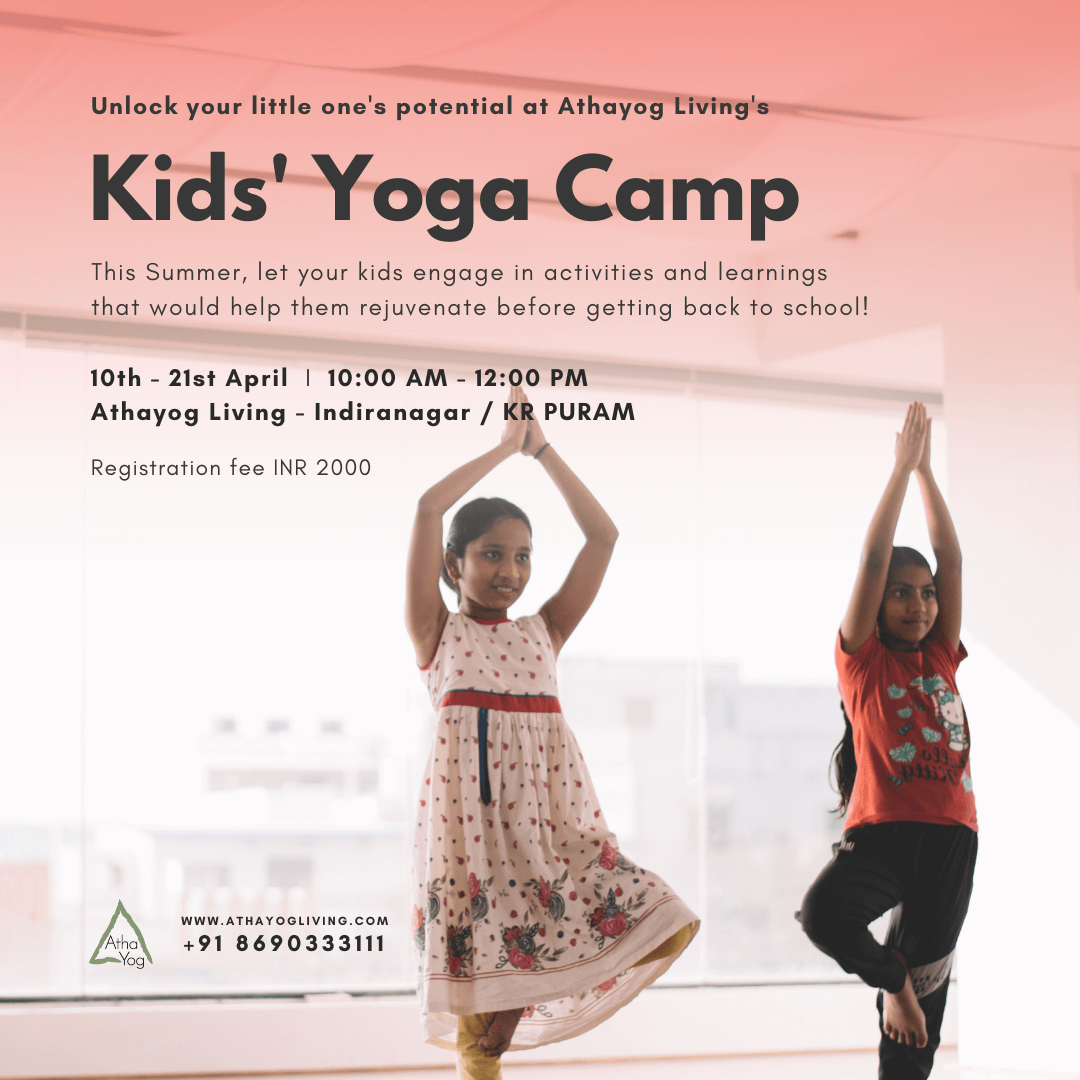 Unlock your little one's potential at Athayog Living's
Kids' Yoga Camp
This Summer, let your kids engage in activities and learnings
that would help them rejuvenate before getting back to school!
10th - 21st April | 10:00 AM - 12:00 PM
Athayog Living - Indiranagar / KR PURAM
Registration fee INR 2000
Hello
Kitty
Atha
Yog
WWW.ATHAYOGLIVING.COM
+91 8690333111